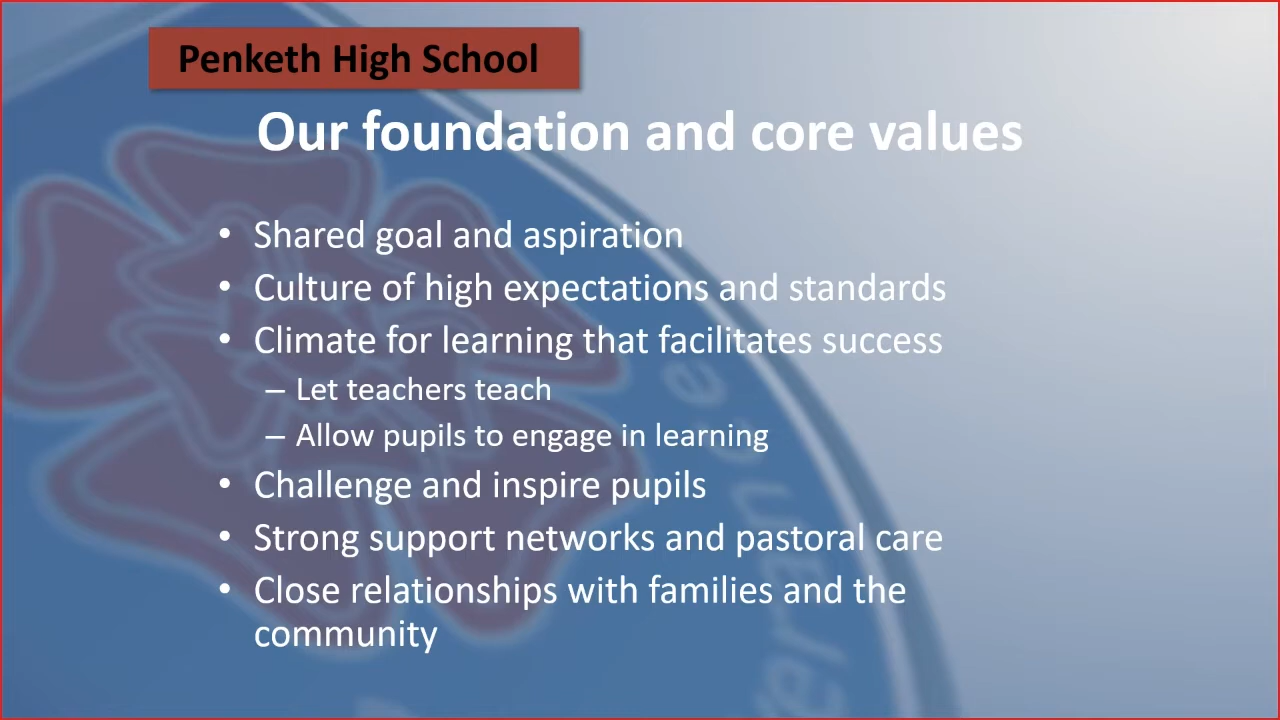 Penketh High School
Our foundation and core values
• Shared goal and aspiration
• Culture of high expectations and standards
• Climate for learning that facilitates success
– Let teachers teach
– Allow pupils to engage in learning
• Challenge and inspire pupils
• Strong support networks and pastoral care
• Close relationships with families and the
community